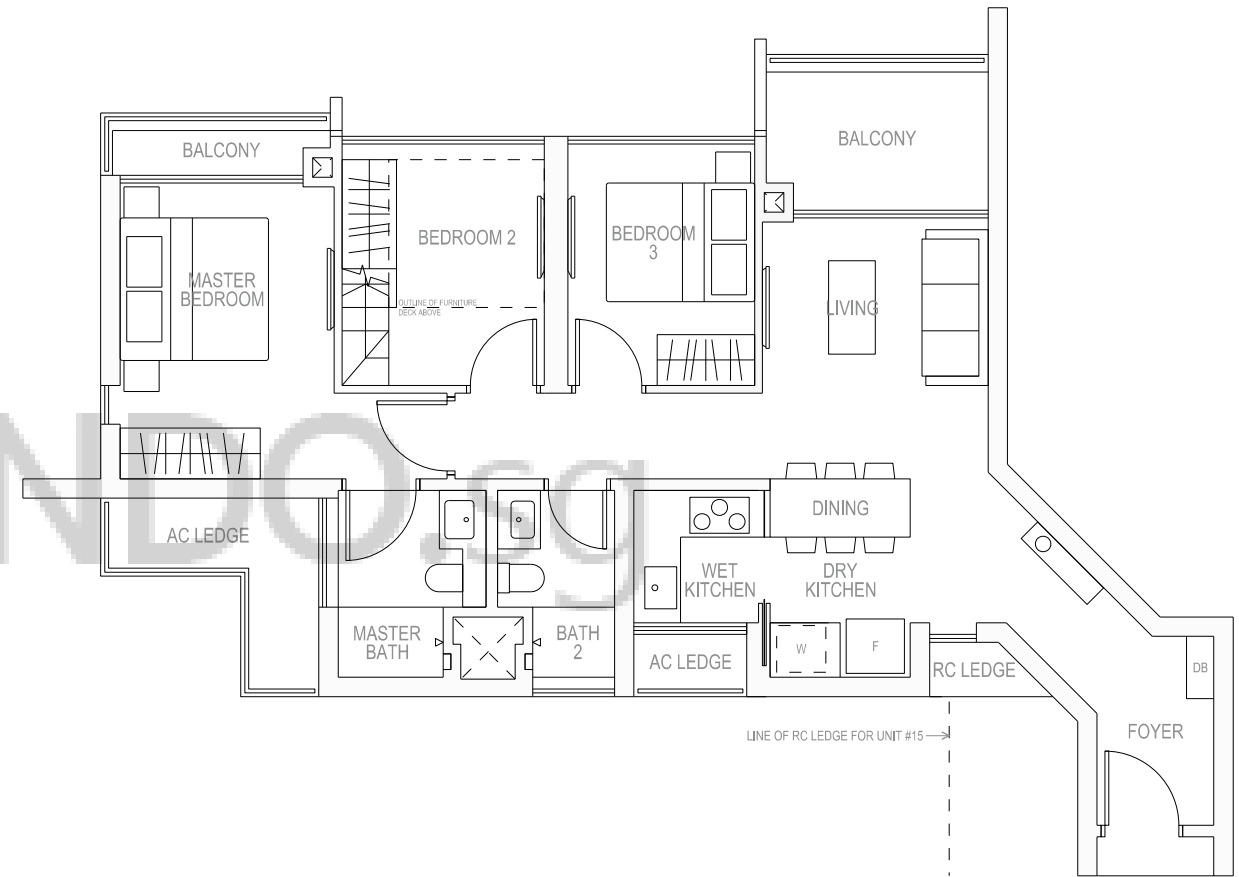 BALCONY
BALCONY
BEDROOM 2
BEDROOM
3
MASTER
BEDROOM
OUTLINE OF FURNITURE
DECK ABOVE
LIVING
NDO.sg
AC LEDGE
DINING
WET
KITCHEN
DRY
KITCHEN
MASTER
BATH
BATH
2
AC LEDGE
W
F
RC LEDGE
DB
FOYER
LINE OF RC LEDGE FOR UNIT #15